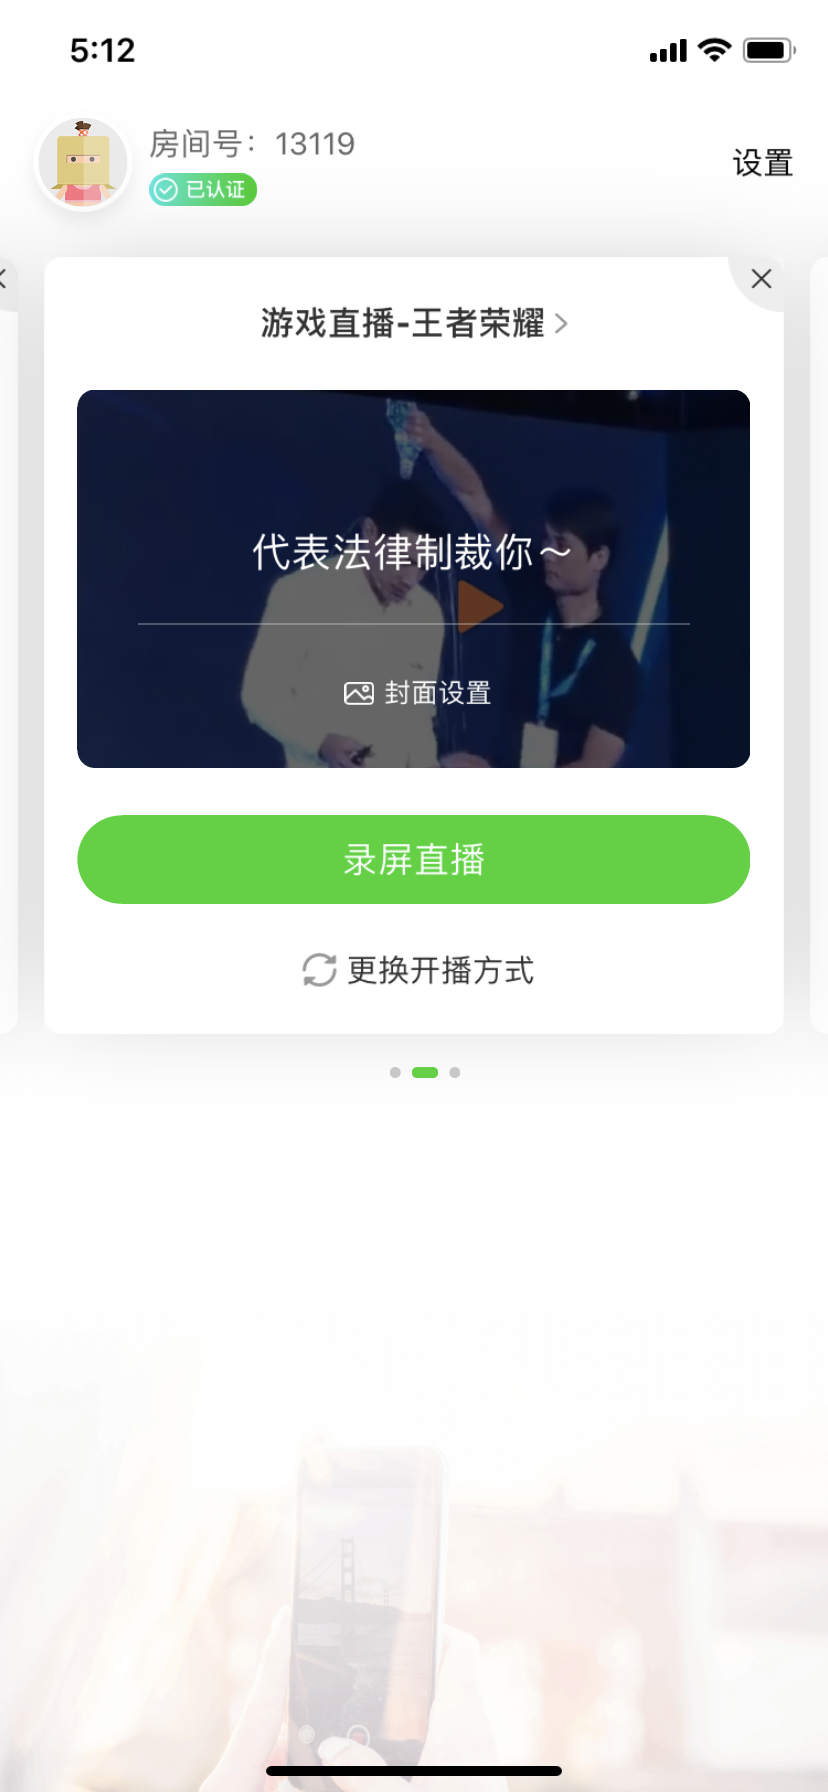 5:12
房间号：13119
已认证
设置
游戏直播-王者荣耀
代表法律制裁你～
封面设置
录屏直播
更换开播方式